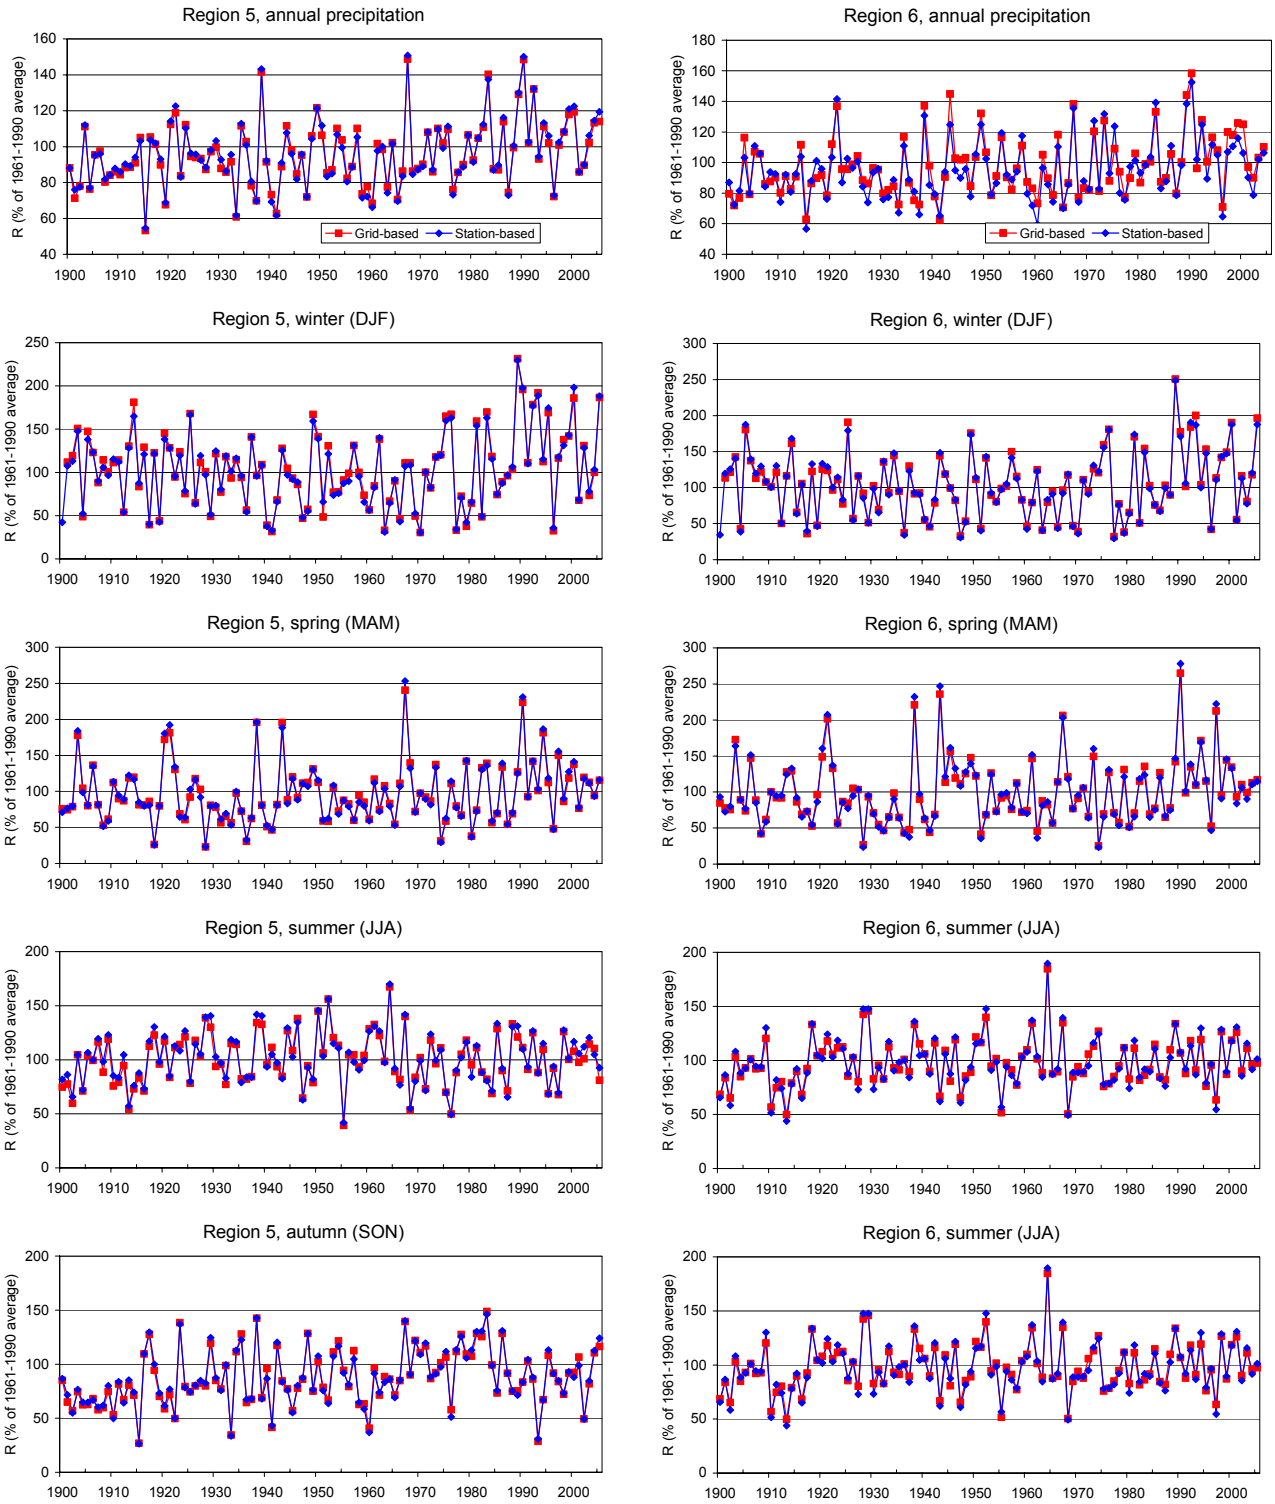 Region 5, annual precipitation
R (% of 1961-1990 average)
160
140
120
100
80
60
40
Grid-based Station-based
1900 1910 1920 1930 1940 1950 1960 1970 1980 1990 2000
Region 6, annual precipitation
R (% of 1961-1990 average)
180
160
140
120
100
80
60
40
Grid-based Station-based
1900 1910 1920 1930 1940 1950 1960 1970 1980 1990 2000
Region 5, winter (DJF)
R (% of 1961-1990 average)
250
200
150
100
50
0
1900 1910 1920 1930 1940 1950 1960 1970 1980 1990 2000
Region 6, winter (DJF)
R (% of 1961-1990 average)
300
250
200
150
100
50
0
1900 1910 1920 1930 1940 1950 1960 1970 1980 1990 2000
Region 5, spring (MAM)
R (% of 1961-1990 average)
300
250
200
150
100
50
0
1900 1910 1920 1930 1940 1950 1960 1970 1980 1990 2000
Region 6, spring (MAM)
R (% of 1961-1990 average)
300
250
200
150
100
50
0
1900 1910 1920 1930 1940 1950 1960 1970 1980 1990 2000
Region 5, summer (JJA)
R (% of 1961-1990 average)
200
150
100
50
0
1900 1910 1920 1930 1940 1950 1960 1970 1980 1990 2000
Region 6, summer (JJA)
R (% of 1961-1990 average)
200
150
100
50
0
1900 1910 1920 1930 1940 1950 1960 1970 1980 1990 2000
Region 5, autumn (SON)
R (% of 1961-1990 average)
200
150
100
50
0
1900 1910 1920 1930 1940 1950 1960 1970 1980 1990 2000
Region 6, summer (JJA)
R (% of 1961-1990 average)
200
150
100
50
0
1900 1910 1920 1930 1940 1950 1960 1970 1980 1990 2000